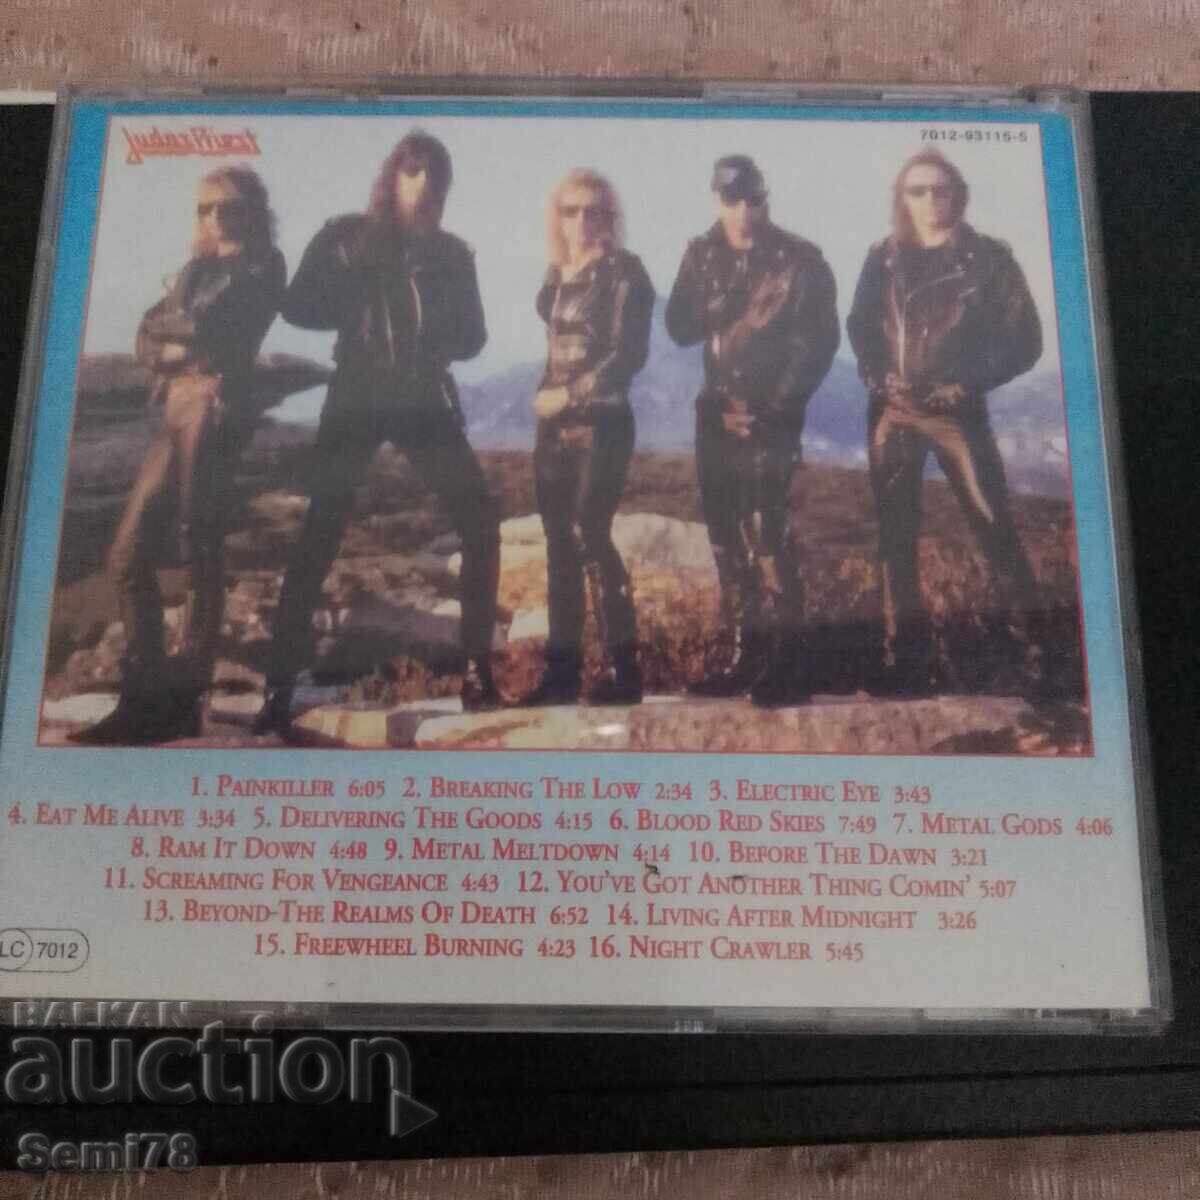 Judas Priest
7012-93115-5
1. PAINKILLER 6:05 2. BREAKING THE LOW 2:34 3. ELECTRIC EYE 3:43
4. EAT ME ALIVE 3:34 5. DELIVERING THE GOODS 4:15 6. BLOOD RED SKIES 7:49 7. METAL GODS 4:06
8. RAM IT DOWN 4:48 9. METAL MELTDOWN 4:14 10. BEFORE THE DAWN 3:21
11. SCREAMING FOR VENGEANCE 4:43 12. YOU'VE GOT ANOTHER THING COMIN' 5:07
13. BEYOND-THE REALMS OF DEATH 6:52 14. LIVING AFTER MIDNIGHT 3:26
15. FREEWHEEL BURNING 4:23 16. NIGHT CRAWLER 5:45
LC 7012
BALKAN
auction
Semi78